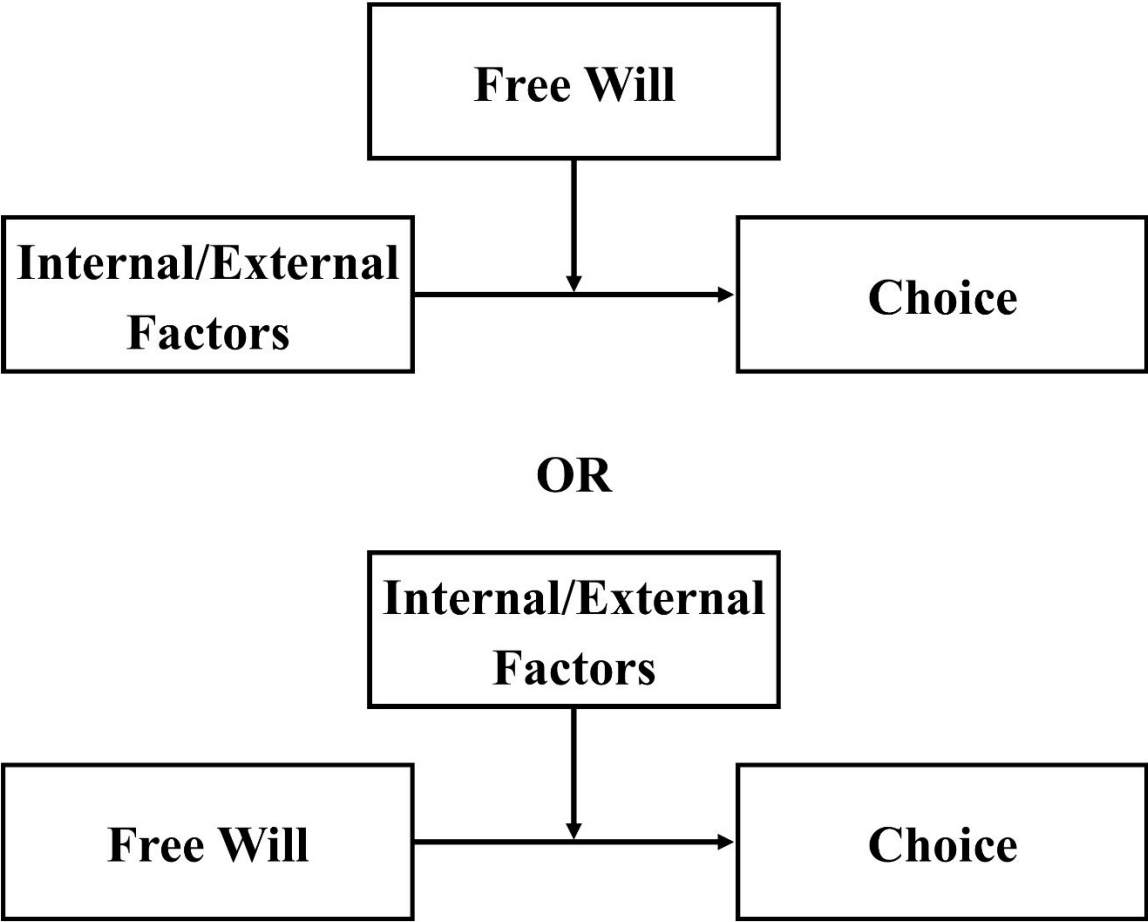 Free Will
Internal/External
Factors
Choice
OR
Internal/External
Factors
Free Will
Choice